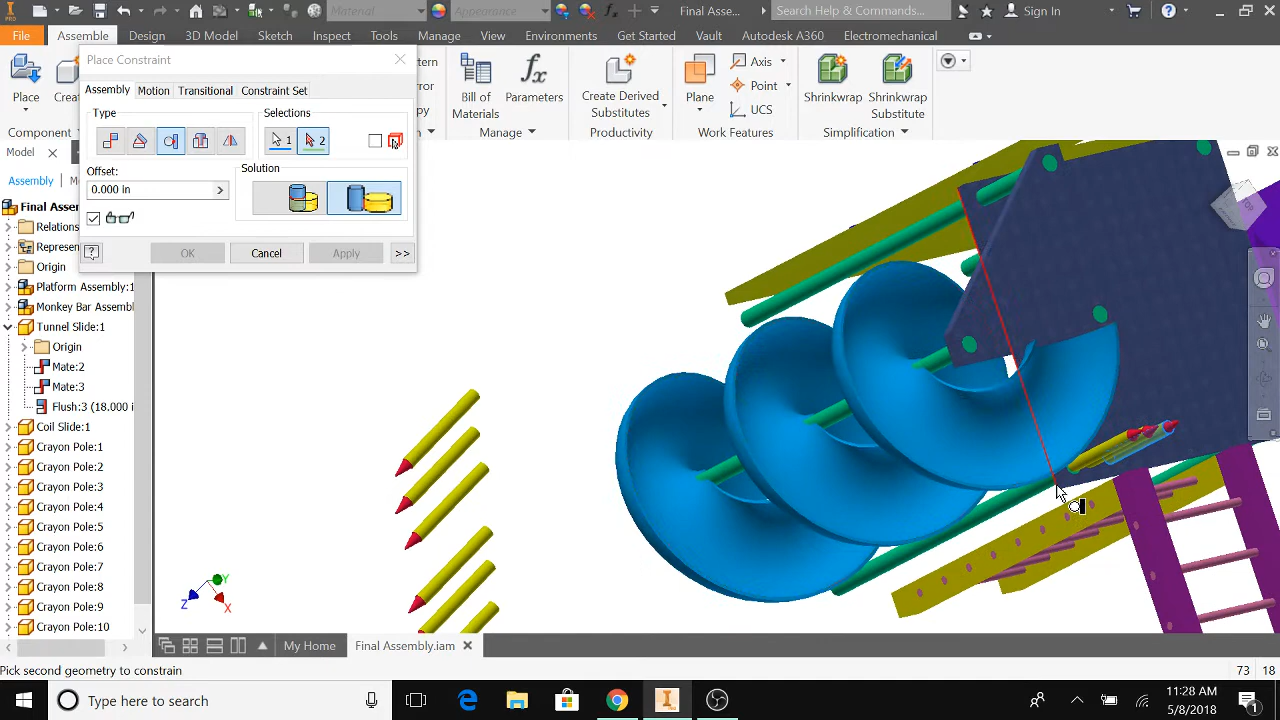 PRO
Material
Appearance
Final Asse...
Search Help & Commands...
Sign In
File
Assemble
Design
3D Model
Sketch
Inspect
Tools
Manage
View
Environments
Get Started
Vault
Autodesk A360
Electromechanical
Place Constraint
Assembly
Motion
Transitional
Constraint Set
Type
Selections
1
2
Solution
Offset:
0.000 in
OK
Cancel
Apply
>>
Place
Component
Bill of
Materials
Parameters
Manage
Create Derived
Substitutes
Productivity
Plane
Axis
Point
UCS
Work Features
Shrinkwrap
Shrinkwrap
Substitute
Simplification
Model
Assembly
Final Asse
Relations
Represen
Origin
Platform Assembly:1
Monkey Bar Assemb
Tunnel Slide:1
Origin
Mate:2
Mate:3
Flush:3 (18.000 i
Coil Slide:1
Crayon Pole:1
Crayon Pole:2
Crayon Pole:3
Crayon Pole:4
Crayon Pole:5
Crayon Pole:6
Crayon Pole:7
Crayon Pole:8
Crayon Pole:9
Crayon Pole:10
Z
Y
X
My Home
Final Assembly.iam
Pick second geometry to constrain
73
18
Type here to search
11:28 AM
5/8/2018